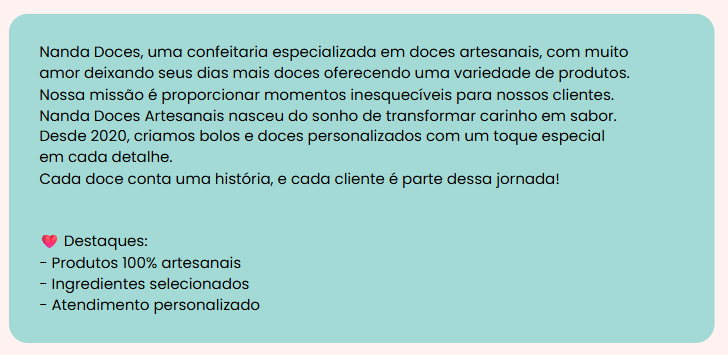 Nanda Doces, uma confeitaria especializada em doces artesanais, com muito
amor deixando seus dias mais doces oferecendo uma variedade de produtos.
Nossa missão é proporcionar momentos inesquecíveis para nossos clientes.
Nanda Doces Artesanais nasceu do sonho de transformar carinho em sabor.
Desde 2020, criamos bolos e doces personalizados com um toque especial
em cada detalhe.
Cada doce conta uma história, e cada cliente é parte dessa jornada!
❤️ Destaques:
- Produtos 100% artesanais
- Ingredientes selecionados
- Atendimento personalizado